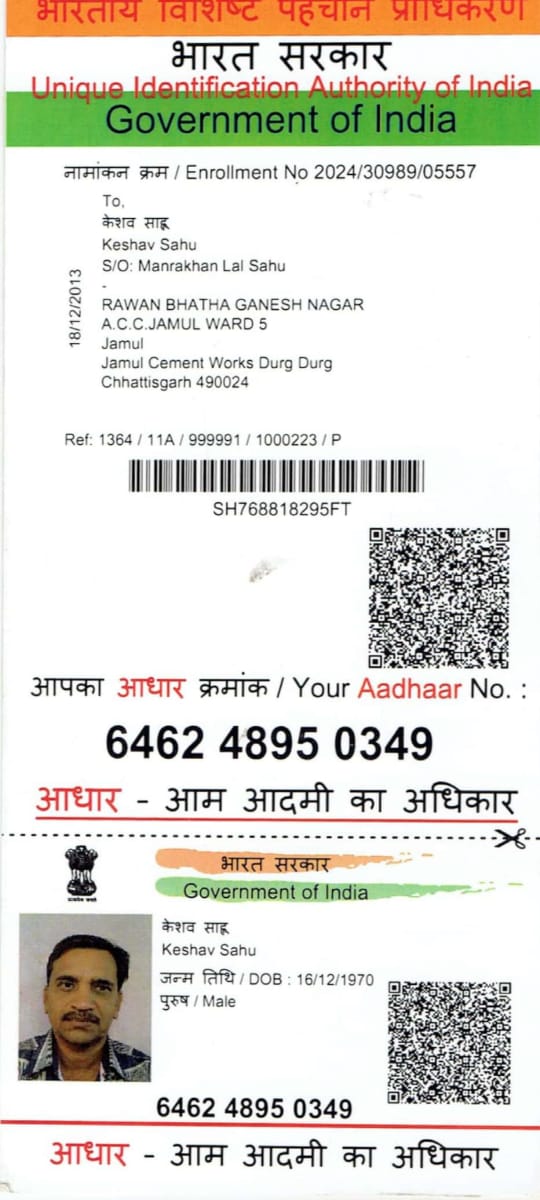 भारतीय विशिष्ट पहचान प्राधिकरण
भारत सरकार
Unique Identification Authority of India
Government of India
नामांकन क्रम / Enrollment No 2024/30989/05557
To,
केशव साहू
Keshav Sahu
S/O: Manrakhan Lal Sahu
-
18/12/2013
RAWAN BHATHA GANESH NAGAR
A.C.C.JAMUL WARD 5
Jamul
Jamul Cement Works Durg Durg
Chhattisgarh 490024
Ref: 1364 / 11A / 999991 / 1000223 / P
SH768818295FT
आपका आधार क्रमांक / Your Aadhaar No. :
6462 4895 0349
आधार - आम आदमी का अधिकार
भारत सरकार
Government of India
केशव साहू
Keshav Sahu
जन्म तिथि / DOB : 16/12/1970
पुरुष / Male
6462 4895 0349
आधार - आम आदमी का अधिकार